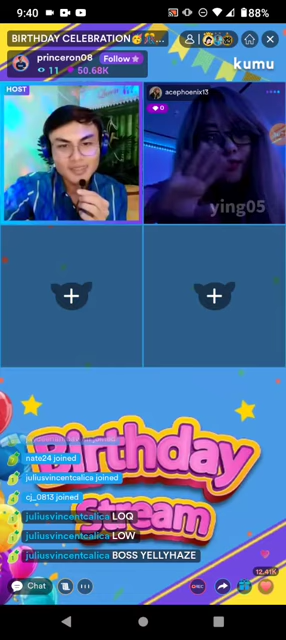 9:40
88%
BIRTHDAY CELEBRATION🥳🎊...
princeron08 Follow
11 50.68K
kumu
HOST
acephoenix13
0
ying05
nate24 joined
juliusvincentcalica joined
cj_0813 joined
Birthday
Stream
juliusvincentcalica LOQ
juliusvincentcalica LOW
juliusvincentcalica BOSS YELLYHAZE
Chat
12.41K